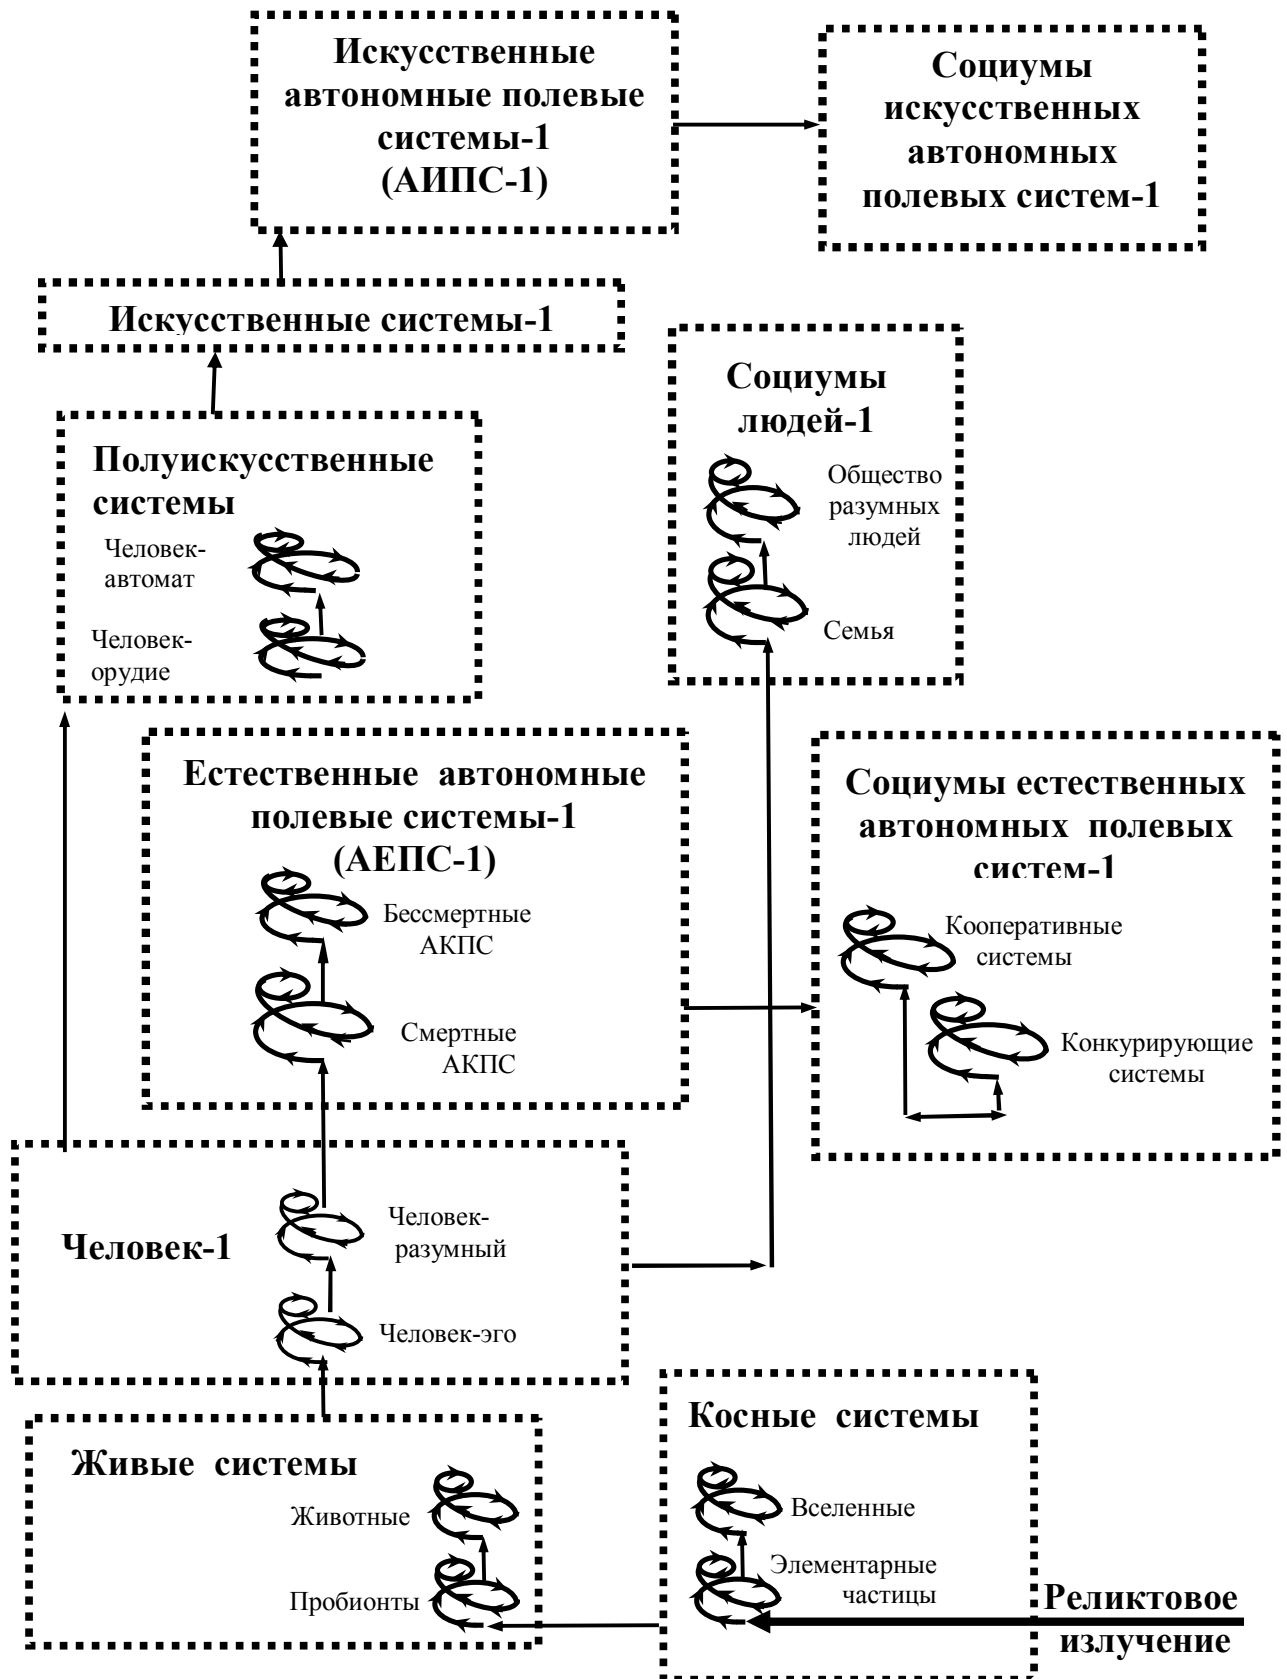 Искусственные
автономные полевые
системы-1
(АИПС-1)
Социумы
искусственных
автономных
полевых систем-1
Искусственные системы-1
Социумы
людей-1
Общество
разумных
людей
Семья
Полуискусственные
системы
Человек-
автомат
Человек-
орудие
Естественные автономные
полевые системы-1
(АЕПС-1)
Бессмертные
АКПС
Смертные
АКПС
Социумы естественных
автономных полевых
систем-1
Кооперативные
системы
Конкурирующие
системы
Человек-1
Человек-
разумный
Человек-эго
Живые системы
Животные
Пробионты
Косные системы
Вселенные
Элементарные
частицы
Реликтовое
излучение